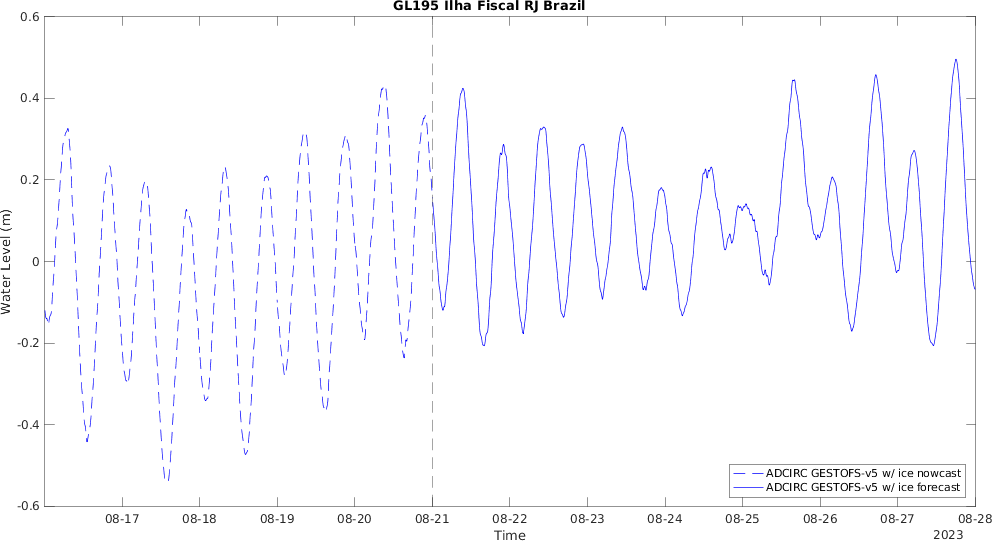 GL195 Ilha Fiscal RJ Brazil
0.6
0.4
0.2
0
-0.2
-0.4
-0.6
Water Level (m)
ADCIRC GESTOFS-v5 w/ ice nowcast
ADCIRC GESTOFS-v5 w/ ice forecast
08-17 08-18 08-19 08-20 08-21 08-22 08-23 08-24 08-25 08-26 08-27 08-28
Time
2023